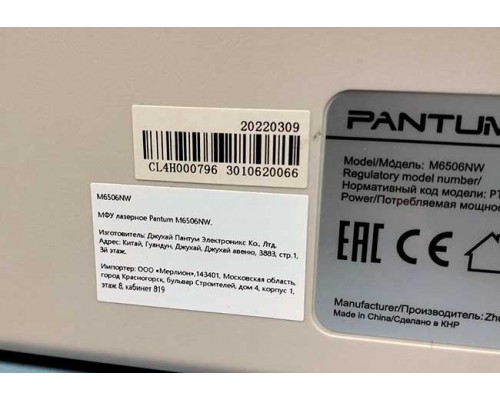 20220309
CL4H000796 3010620066
M6506NW
МФУ лазерное Pantum M6506NW.
Изготовитель: Джухай Пантум Электроникс Ко., Лтд.
Адрес: Китай, Гуандун, Джухай, Джухай авеню, 3883, стр.1,
3й этаж.
Импортер: ООО «Мерлион»,143401, Московская область,
город Красногорск, бульвар Строителей, дом 4, корпус 1,
этаж 8, кабинет 819
PANTUM
Model/Модель: M6506NW
Regulatory model number/
Нормативный код модели: PT
Power/Потребляемая мощнос
EAC CE
Manufacturer/Производитель: Zhu
Made in China/Сделано в КНР